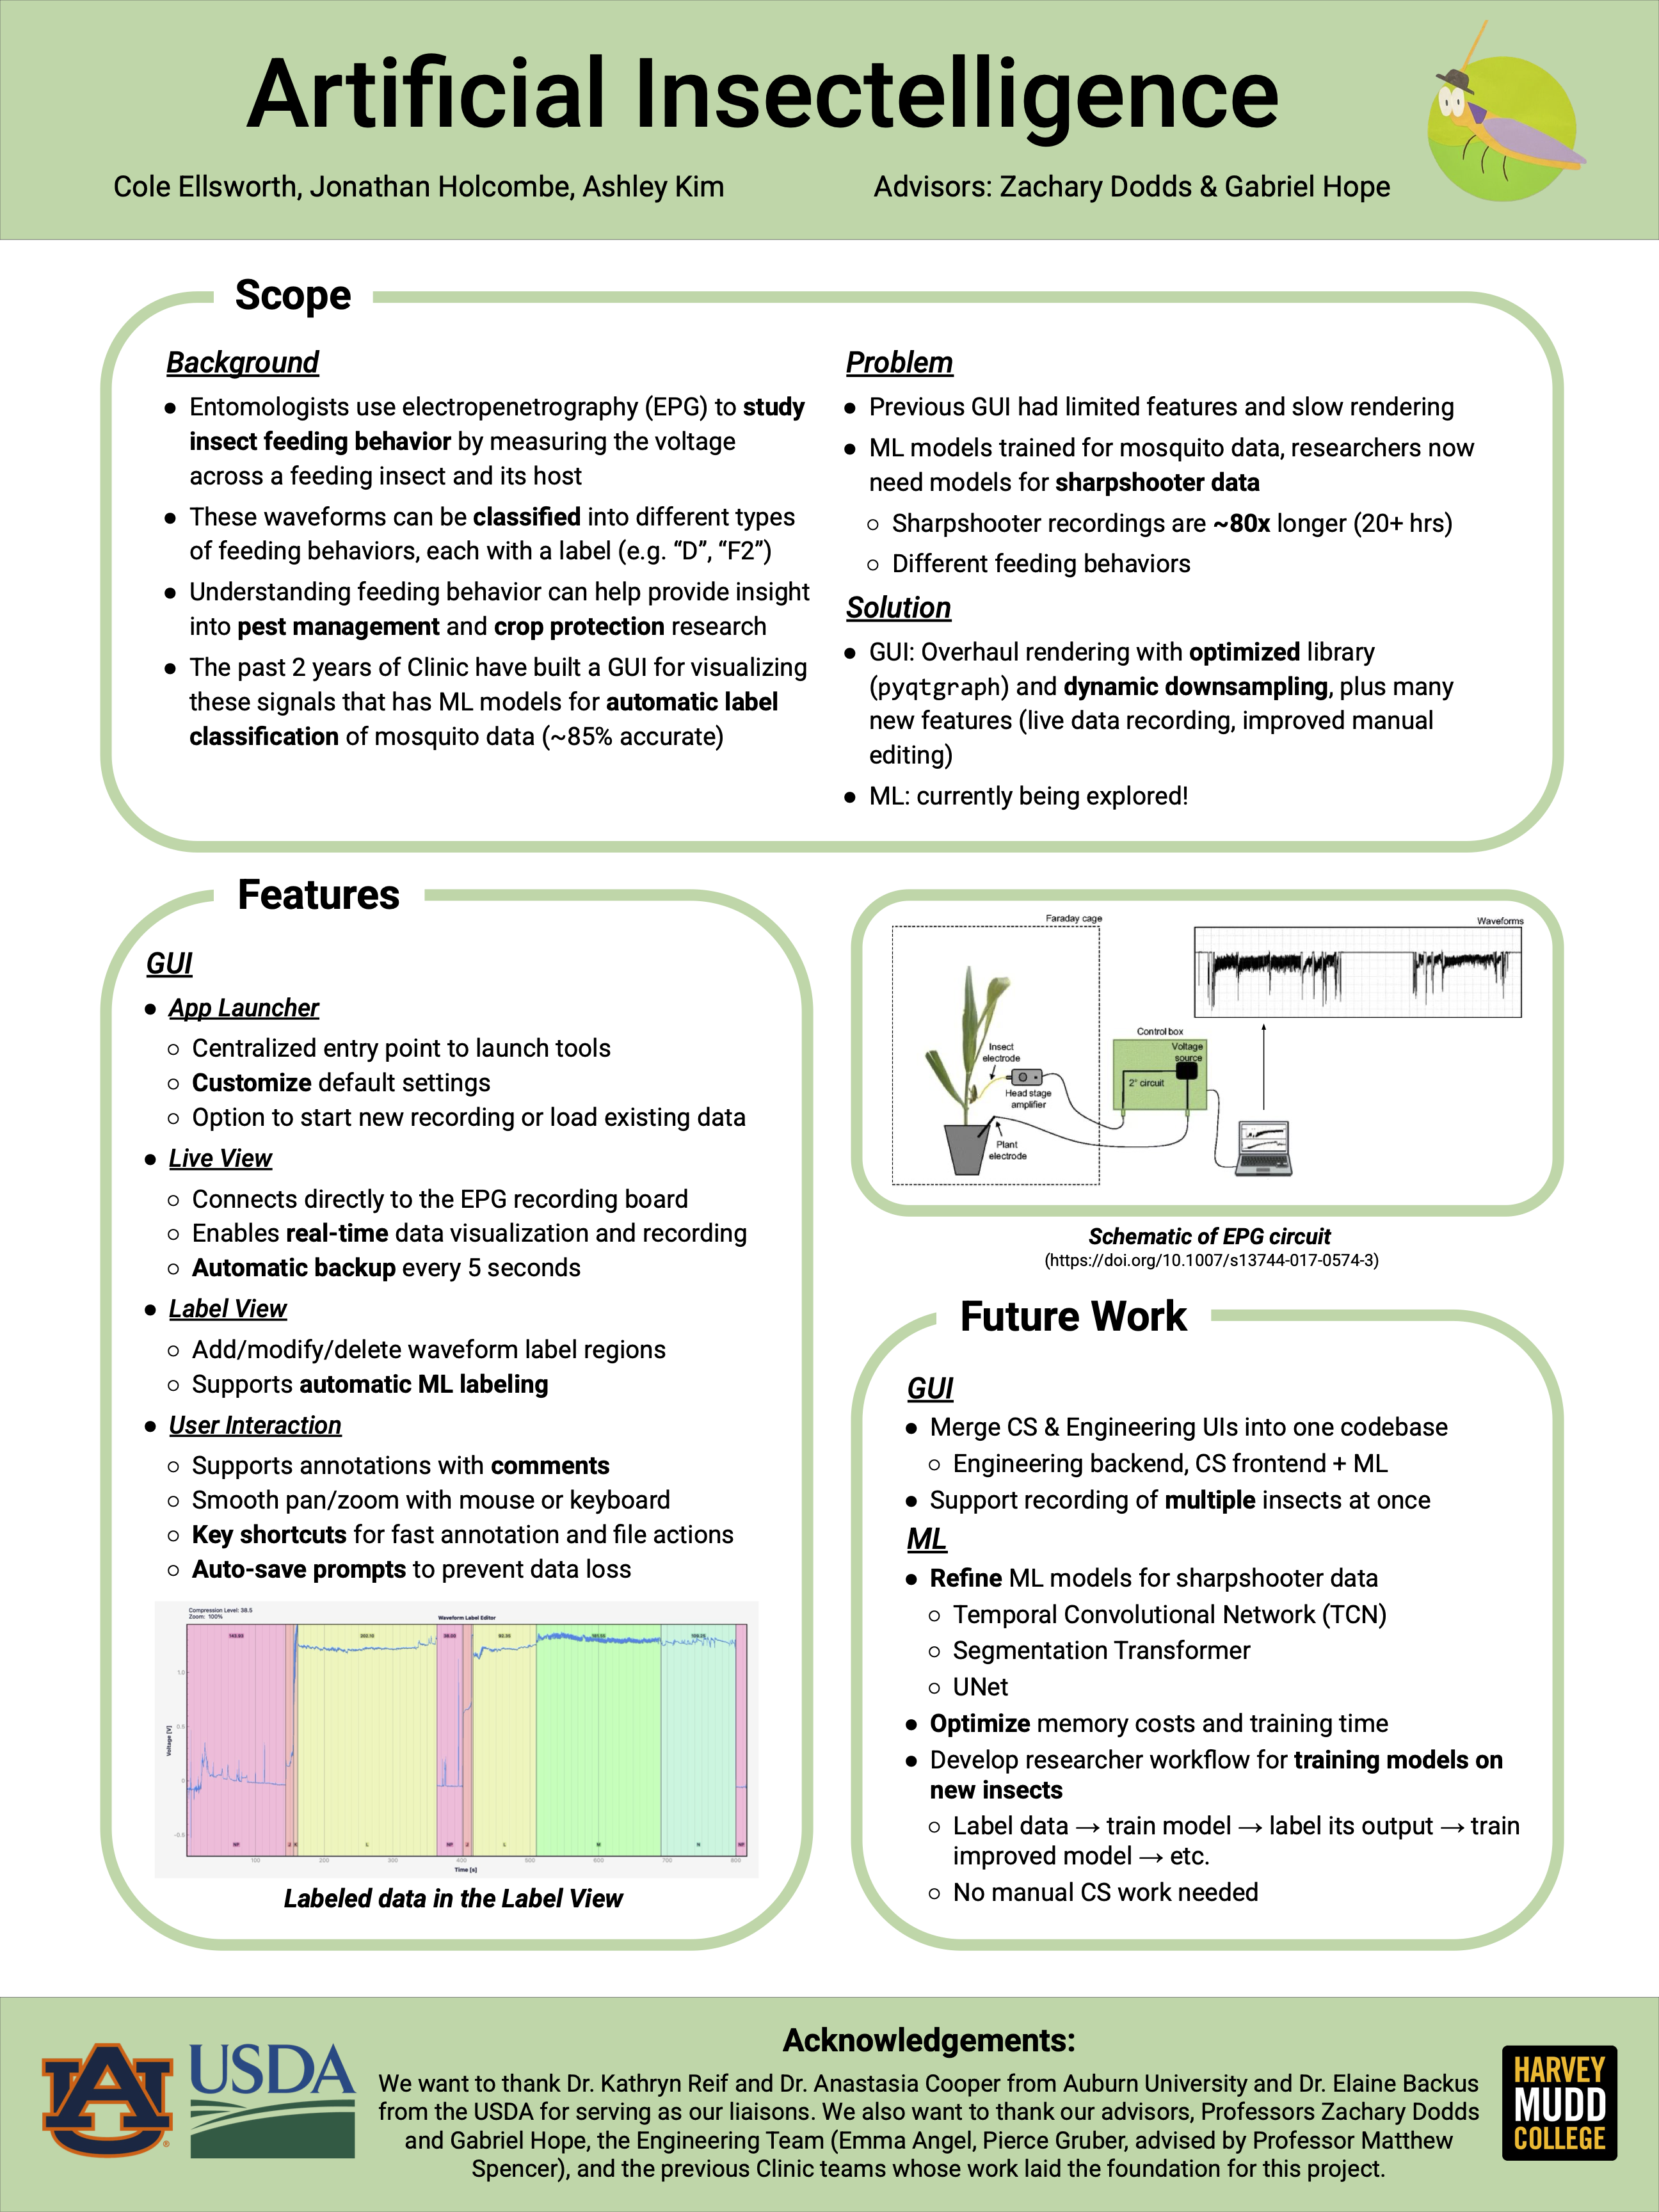 Artificial Insectelligence
Cole Ellsworth, Jonathan Holcombe, Ashley Kim
Advisors: Zachary Dodds & Gabriel Hope
Scope
Background
● Entomologists use electropenetrography (EPG) to study
insect feeding behavior by measuring the voltage
across a feeding insect and its host
● These waveforms can be classified into different types
of feeding behaviors, each with a label (e.g. “D”, “F2”)
● Understanding feeding behavior can help provide insight
into pest management and crop protection research
● The past 2 years of Clinic have built a GUI for visualizing
these signals that has ML models for automatic label
classification of mosquito data (~85% accurate)
Problem
● Previous GUI had limited features and slow rendering
● ML models trained for mosquito data, researchers now
need models for sharpshooter data
○ Sharpshooter recordings are ~80x longer (20+ hrs)
○ Different feeding behaviors
Solution
● GUI: Overhaul rendering with optimized library
(pyqtgraph) and dynamic downsampling, plus many
new features (live data recording, improved manual
editing)
● ML: currently being explored!
Features
GUI
● App Launcher
○ Centralized entry point to launch tools
○ Customize default settings
○ Option to start new recording or load existing data
● Live View
○ Connects directly to the EPG recording board
○ Enables real-time data visualization and recording
○ Automatic backup every 5 seconds
● Label View
○ Add/modify/delete waveform label regions
○ Supports automatic ML labeling
● User Interaction
○ Supports annotations with comments
○ Smooth pan/zoom with mouse or keyboard
○ Key shortcuts for fast annotation and file actions
○ Auto-save prompts to prevent data loss
Compression Level: 38.5
Zoom: 100%
Waveform Label Editor
Voltage [V]
1.0
0.5
0
-0.5
NP J K L NP J L M N NP
100 200 300 400 500 600 700 800
Time [s]
Labeled data in the Label View
Faraday cage
Waveforms
Control box
Voltage
source
2° circuit
Insect
electrode
Head stage
amplifier
Plant
electrode
Schematic of EPG circuit
(https://doi.org/10.1007/s13744-017-0574-3)
Future Work
GUI
● Merge CS & Engineering UIs into one codebase
○ Engineering backend, CS frontend + ML
● Support recording of multiple insects at once
ML
● Refine ML models for sharpshooter data
○ Temporal Convolutional Network (TCN)
○ Segmentation Transformer
○ UNet
● Optimize memory costs and training time
● Develop researcher workflow for training models on
new insects
○ Label data → train model → label its output → train
improved model → etc.
○ No manual CS work needed
AU
USDA
Acknowledgements:
We want to thank Dr. Kathryn Reif and Dr. Anastasia Cooper from Auburn University and Dr. Elaine Backus
from the USDA for serving as our liaisons. We also want to thank our advisors, Professors Zachary Dodds
and Gabriel Hope, the Engineering Team (Emma Angel, Pierce Gruber, advised by Professor Matthew
Spencer), and the previous Clinic teams whose work laid the foundation for this project.
HARVEY
MUDD
COLLEGE